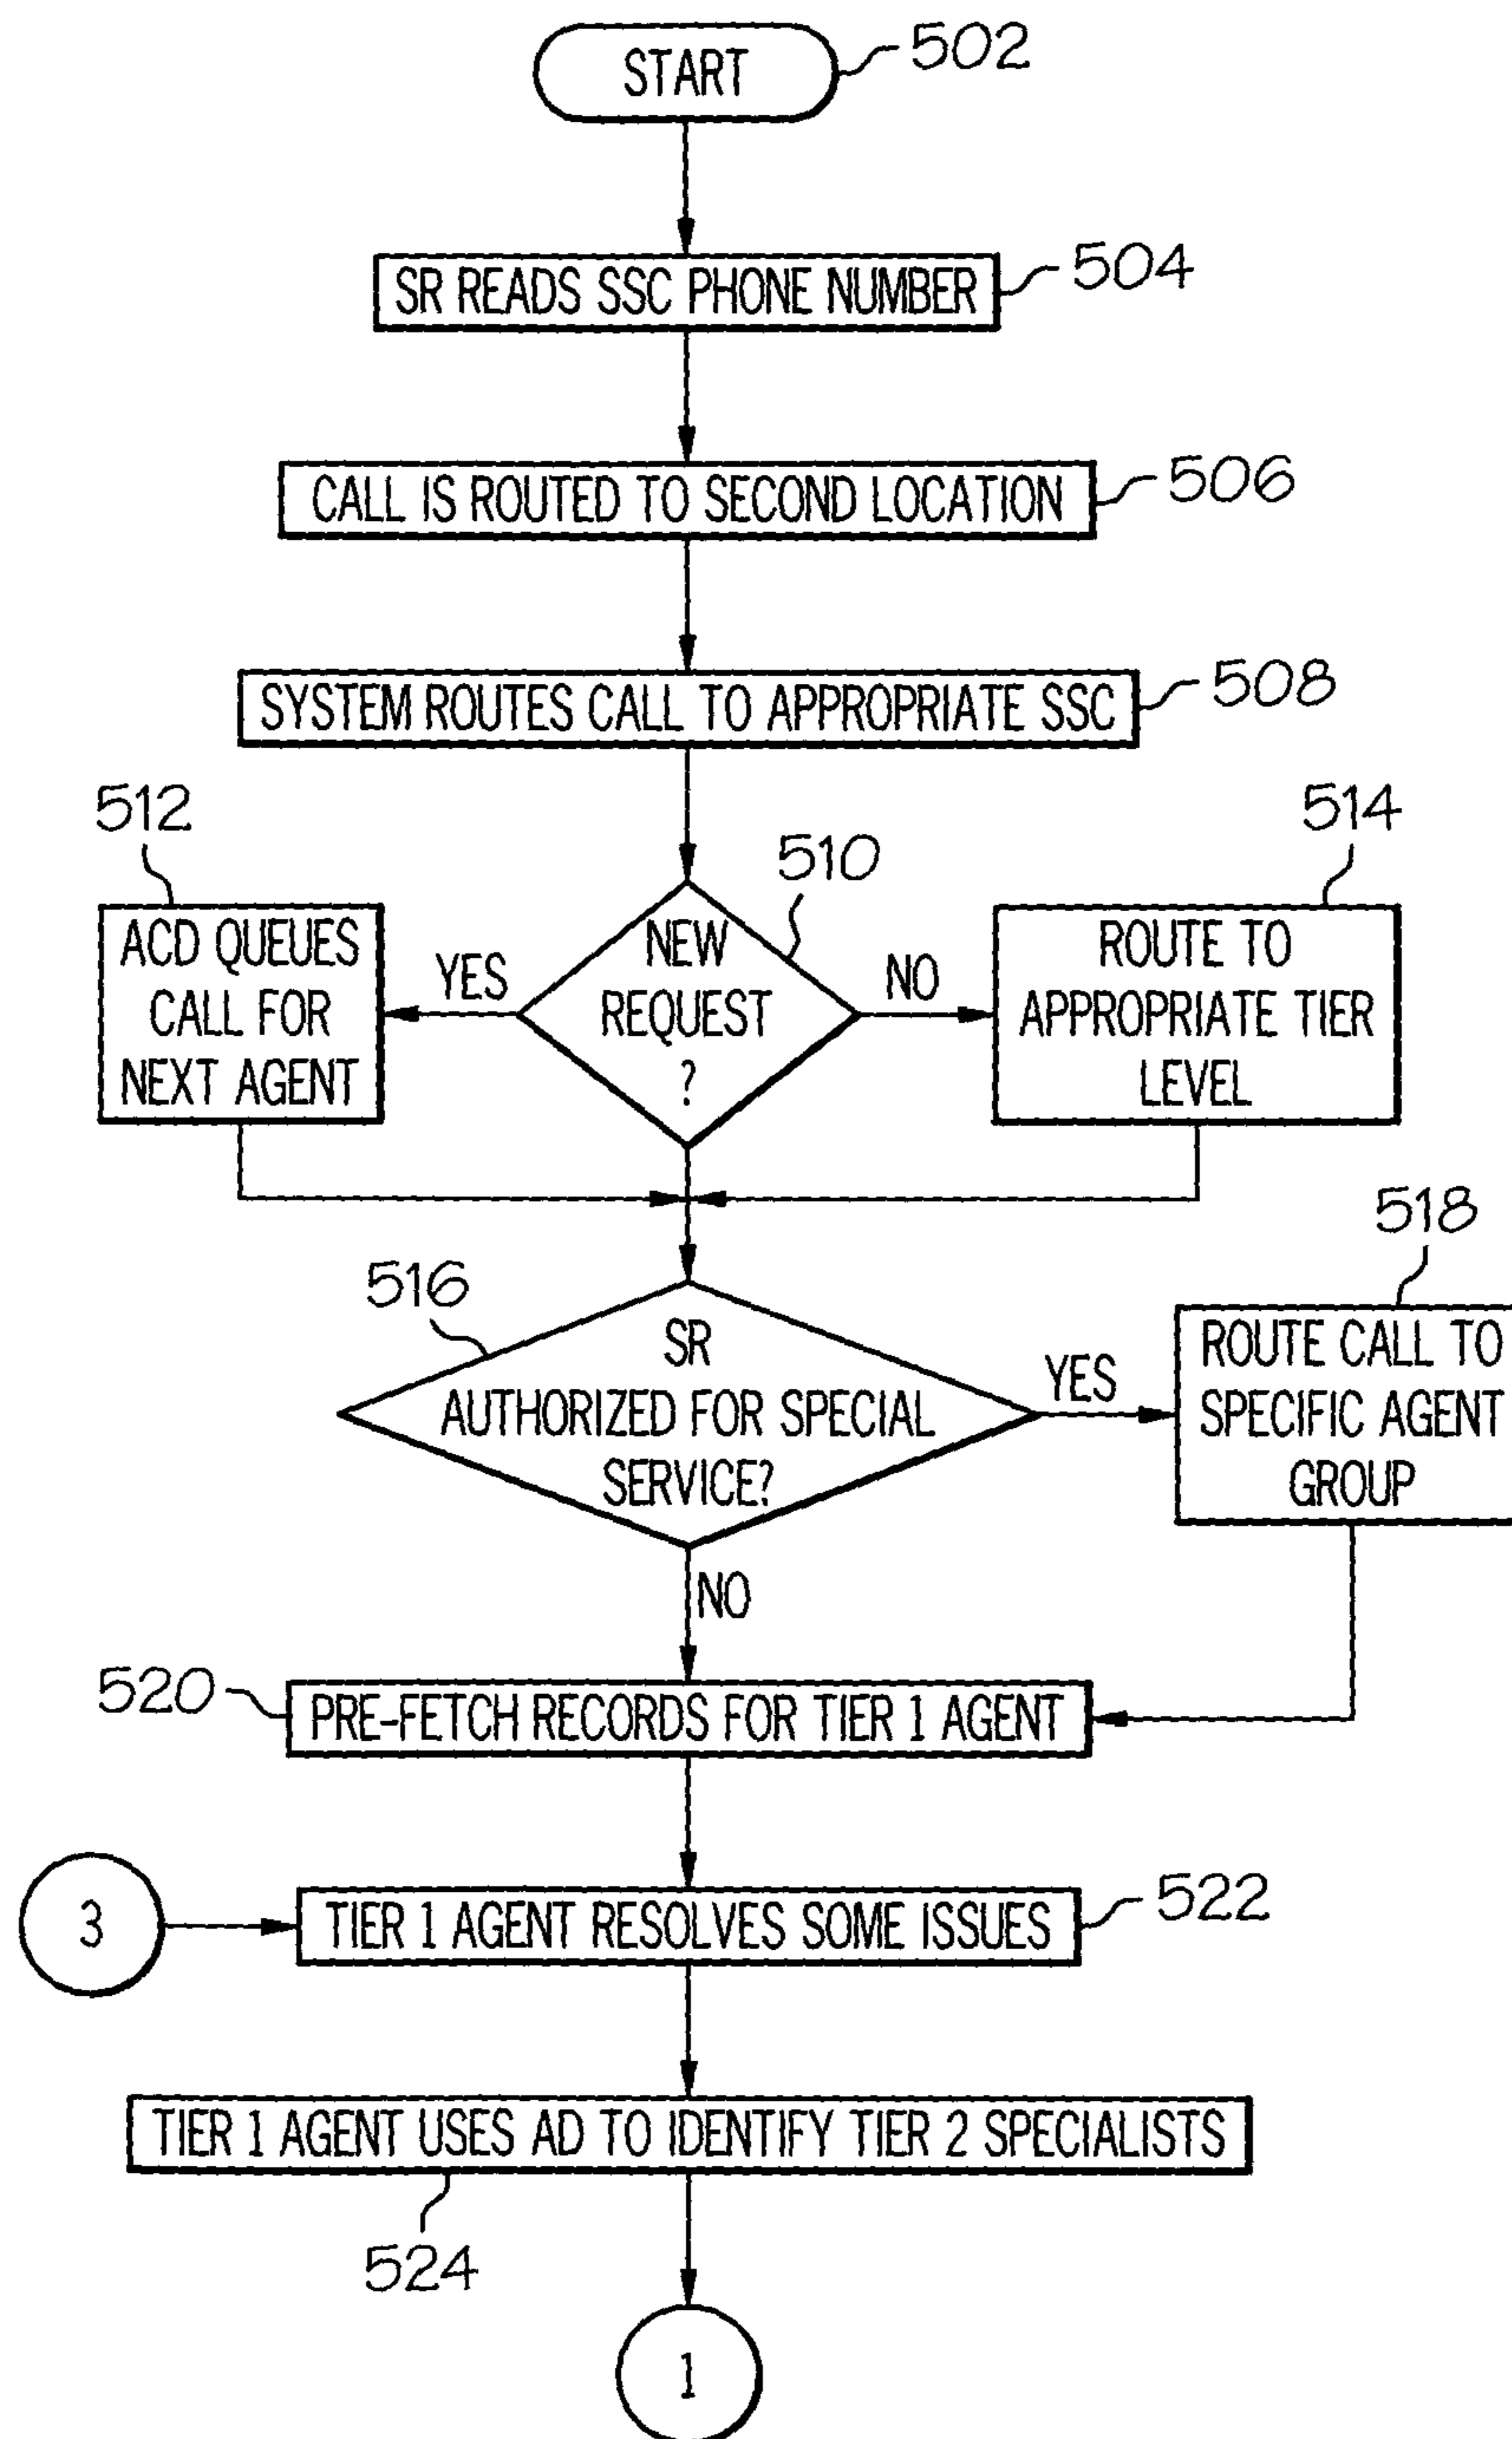 START
502
SR READS SSC PHONE NUMBER
504
CALL IS ROUTED TO SECOND LOCATION
506
SYSTEM ROUTES CALL TO APPROPRIATE SSC
508
512
ACD QUEUES
CALL FOR
NEXT AGENT
YES
510
NEW
REQUEST
?
NO
514
ROUTE TO
APPROPRIATE TIER
LEVEL
516
SR
AUTHORIZED FOR SPECIAL
SERVICE?
YES
518
ROUTE CALL TO
SPECIFIC AGENT
GROUP
NO
520
PRE-FETCH RECORDS FOR TIER 1 AGENT
3
TIER 1 AGENT RESOLVES SOME ISSUES
522
TIER 1 AGENT USES AD TO IDENTIFY TIER 2 SPECIALISTS
524
1